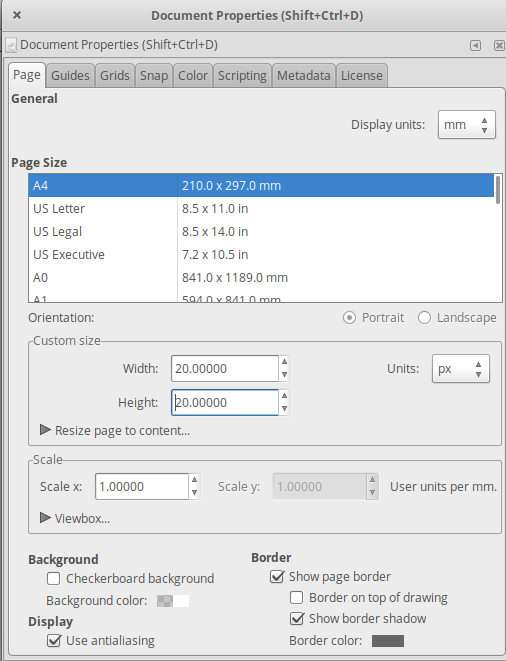 Document Properties (Shift+Ctrl+D)
Document Properties (Shift+Ctrl+D)
Page Guides Grids Snap Color Scripting Metadata License
General
Display units: mm
Page Size
A4 210.0 x 297.0 mm
US Letter 8.5 x 11.0 in
US Legal 8.5 x 14.0 in
US Executive 7.2 x 10.5 in
A0 841.0 x 1189.0 mm
A1 594.0 x 841.0 mm
Orientation: Portrait Landscape
Custom size
Width: 20.00000 Units: px
Height: 20.00000
Resize page to content...
Scale
Scale x: 1.00000 Scale y: 1.00000 User units per mm.
Viewbox...
Background Border
Checkerboard background Show page border
Background color: Border on top of drawing
Display Show border shadow
Use antialiasing Border color: